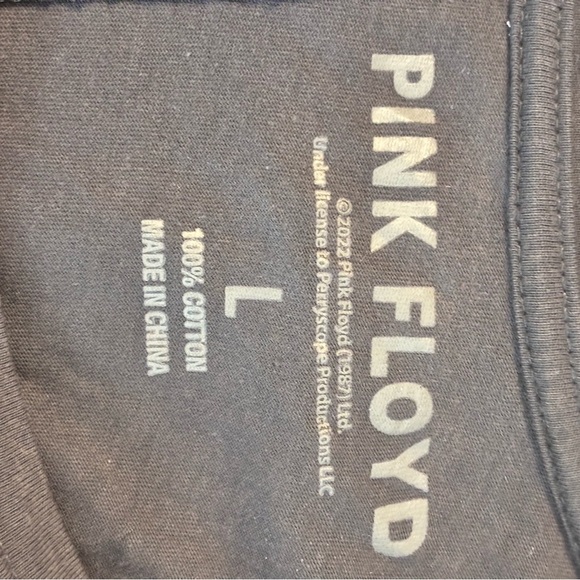 PINK FLOYD
©2022 Pink Floyd (1987) Ltd.
Under license to Perryscope Productions LLC
L
100% COTTON
MADE IN CHINA